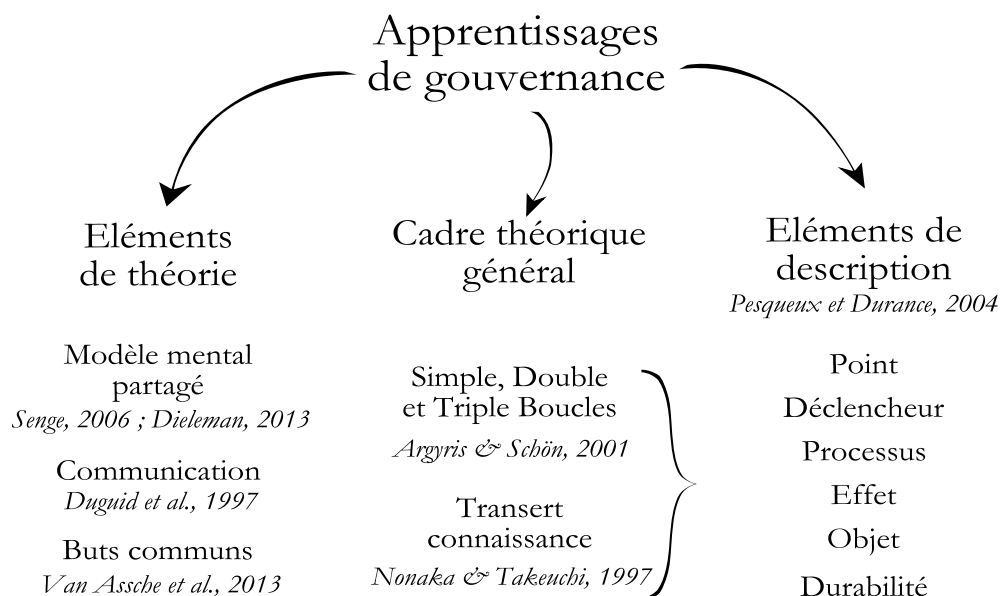 Apprentissages
de gouvernance
Eléments
de théorie
Modèle mental
partagé
Senge, 2006 ; Dieleman, 2013
Communication
Duguid et al., 1997
Buts communs
Van Assche et al., 2013
Cadre théorique
général
Simple, Double
et Triple Boucles
Argyris & Schön, 2001
Transert
connaissance
Nonaka & Takeuchi, 1997
Eléments de
description
Pesqueux et Durance, 2004
Point
Déclencheur
Processus
Effet
Objet
Durabilité